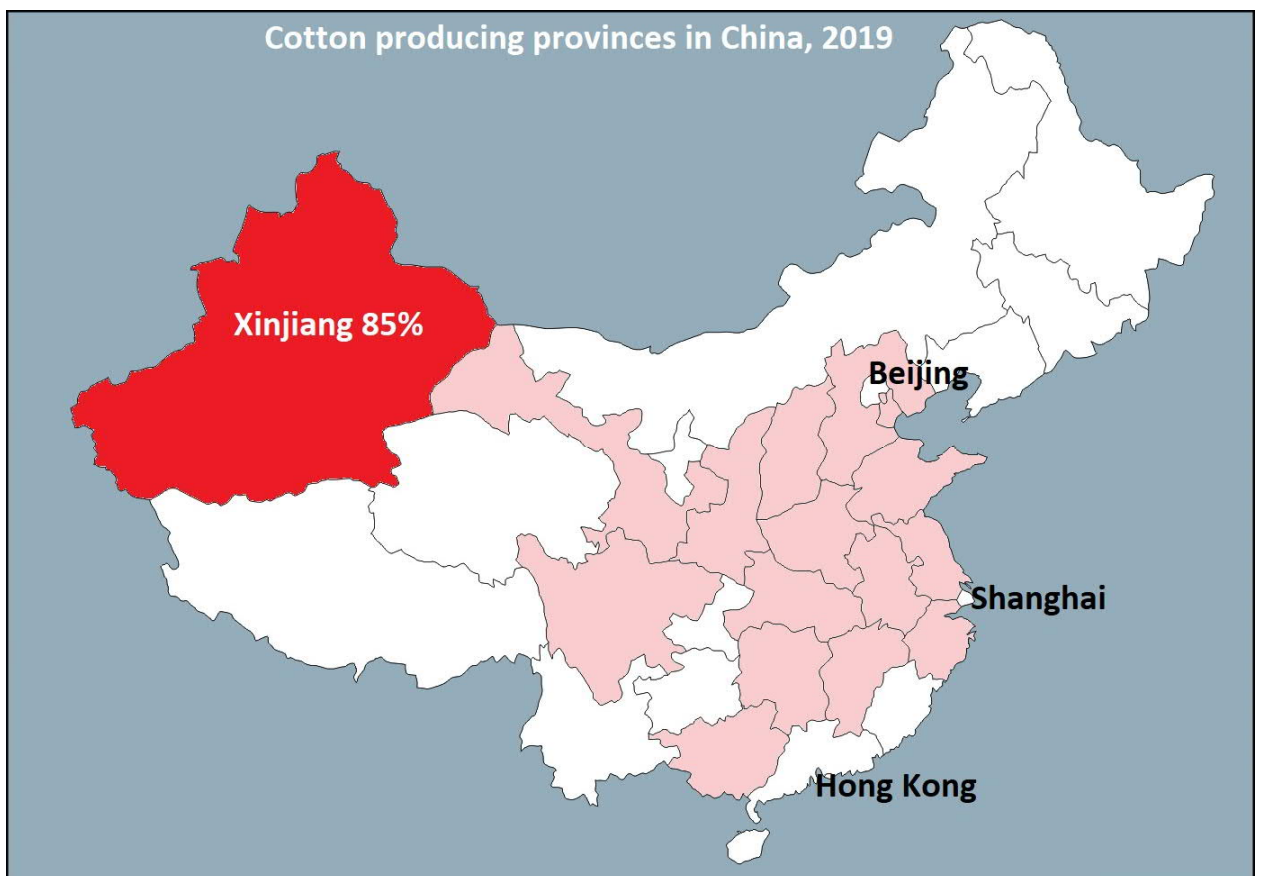 Cotton producing provinces in China, 2019
Xinjiang 85%
Beijing
Shanghai
Hong Kong